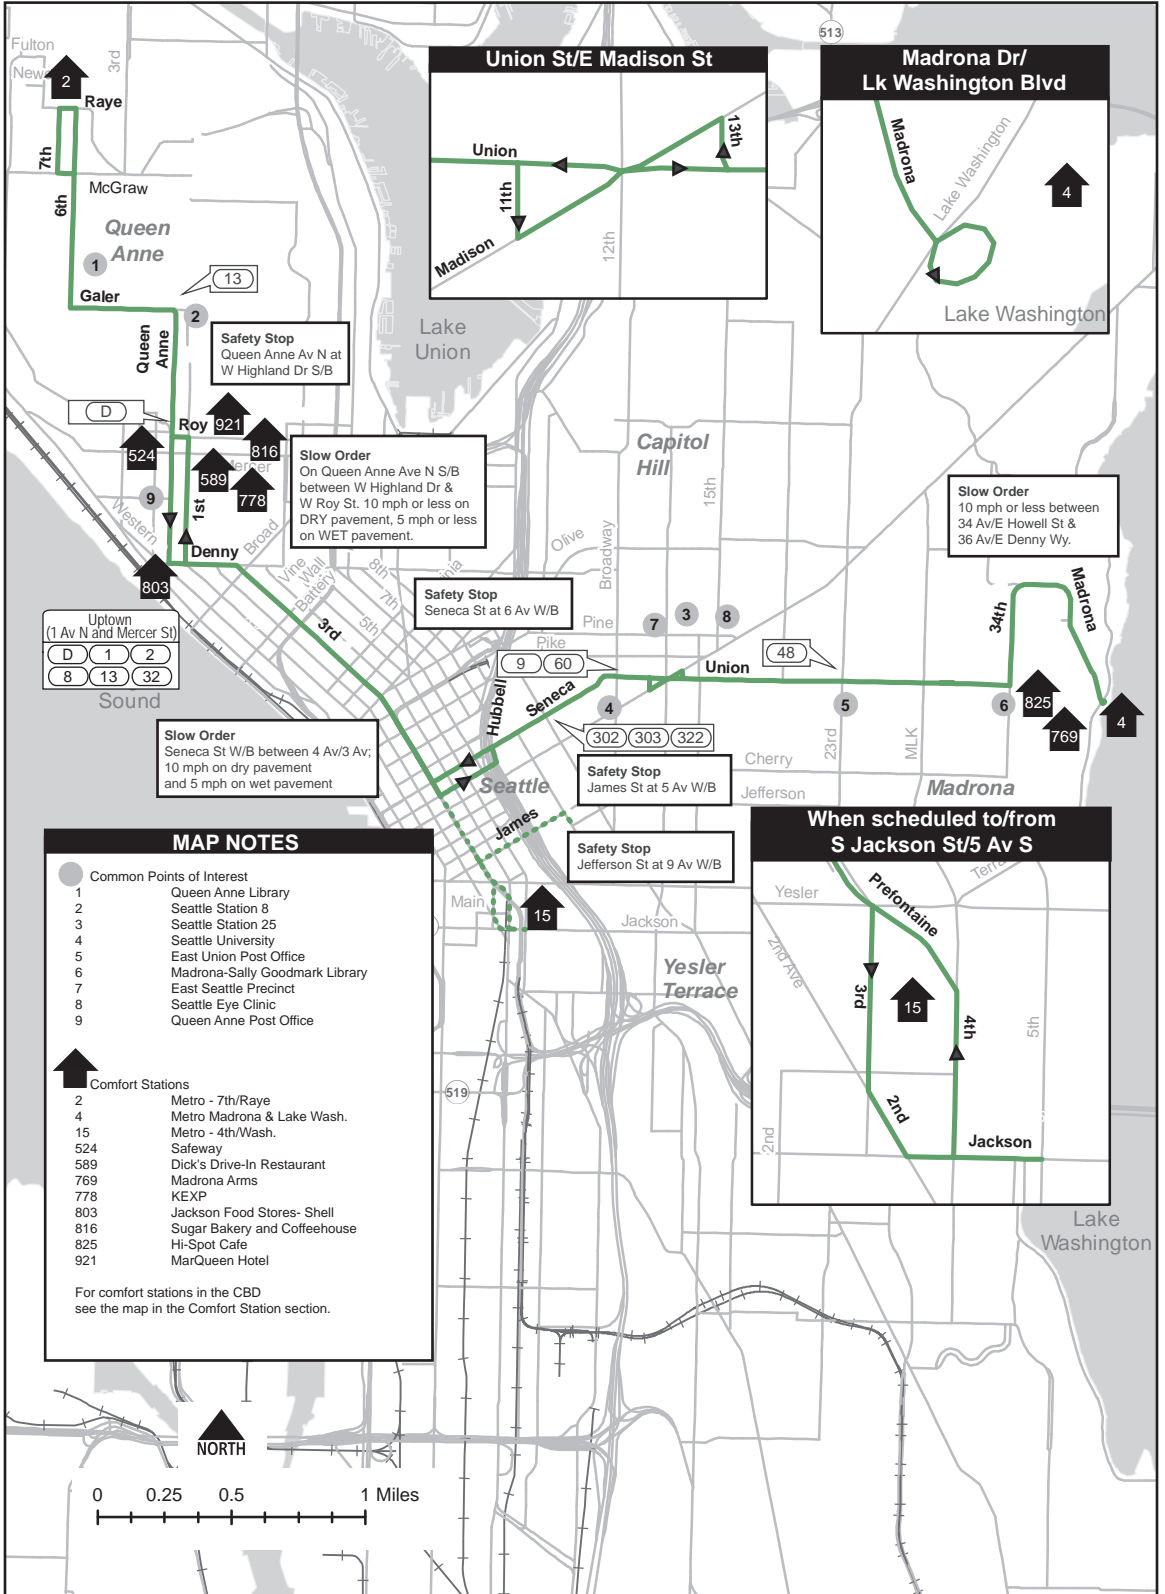 513
Fulton
3rd
2
Raye
7th
McGraw
6th
Queen
Anne
1
Galer
13
2
Queen
Anne
Safety Stop
Queen Anne Av N at
W Highland Dr S/B
Lake
Union
Union St/E Madison St
Union
11th
13th
Madison
12th
Madrona Dr/
Lk Washington Blvd
Madrona
Lake Washington
4
Lake Washington
D
Roy
921
524
816
Mercer
589
778
9
Western
1st
Broad
Denny
803
Slow Order
On Queen Anne Ave N S/B
between W Highland Dr &
W Roy St. 10 mph or less on
DRY pavement, 5 mph or less
on WET pavement.
Capitol
Hill
15th
Olive
Broadway
Slow Order
10 mph or less between
34 Av/E Howell St &
36 Av/E Denny Wy.
Vine
Wall
Battery
8th
7th
5th
3rd
Safety Stop
Seneca St at 6 Av W/B
Pine
Pike
7
3
8
34th
Madrona
Uptown
(1 Av N and Mercer St)
D
1
2
8
13
32
Sound
9
60
48
Union
Hubbell
Seneca
4
302
303
322
5
6
825
769
4
23rd
MLK
Slow Order
Seneca St W/B between 4 Av/3 Av;
10 mph on dry pavement
and 5 mph on wet pavement
Seattle
Safety Stop
James St at 5 Av W/B
Cherry
Jefferson
Madrona
James
Safety Stop
Jefferson St at 9 Av W/B
Main
15
Jackson
Yesler
Terrace
519
When scheduled to/from
S Jackson St/5 Av S
Yesler
Prefontaine
2nd Ave
3rd
15
4th
5th
2nd
2nd
Jackson
Lake
Washington
MAP NOTES
Common Points of Interest
1 Queen Anne Library
2 Seattle Station 8
3 Seattle Station 25
4 Seattle University
5 East Union Post Office
6 Madrona-Sally Goodmark Library
7 East Seattle Precinct
8 Seattle Eye Clinic
9 Queen Anne Post Office
Comfort Stations
2 Metro - 7th/Raye
4 Metro Madrona & Lake Wash.
15 Metro - 4th/Wash.
524 Safeway
589 Dick's Drive-In Restaurant
769 Madrona Arms
778 KEXP
803 Jackson Food Stores- Shell
816 Sugar Bakery and Coffeehouse
825 Hi-Spot Cafe
921 MarQueen Hotel
For comfort stations in the CBD
see the map in the Comfort Station section.
NORTH
0 0.25 0.5 1 Miles